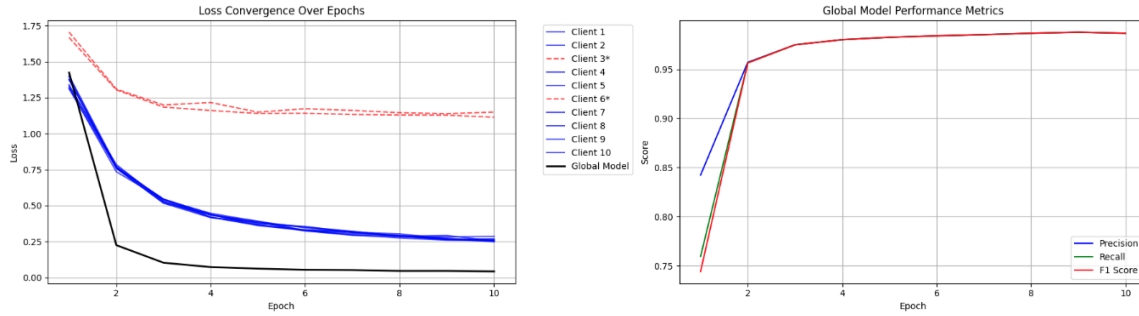 Loss Convergence Over Epochs
1.75
1.50
1.25
1.00
0.75
0.50
0.25
0.00
Loss
2
4
6
8
10
Epoch
Client 1
Client 2
Client 3*
Client 4
Client 5
Client 6*
Client 7
Client 8
Client 9
Client 10
Global Model
Global Model Performance Metrics
0.95
0.90
0.85
0.80
0.75
Score
2
4
6
8
10
Epoch
Precision
Recall
F1 Score